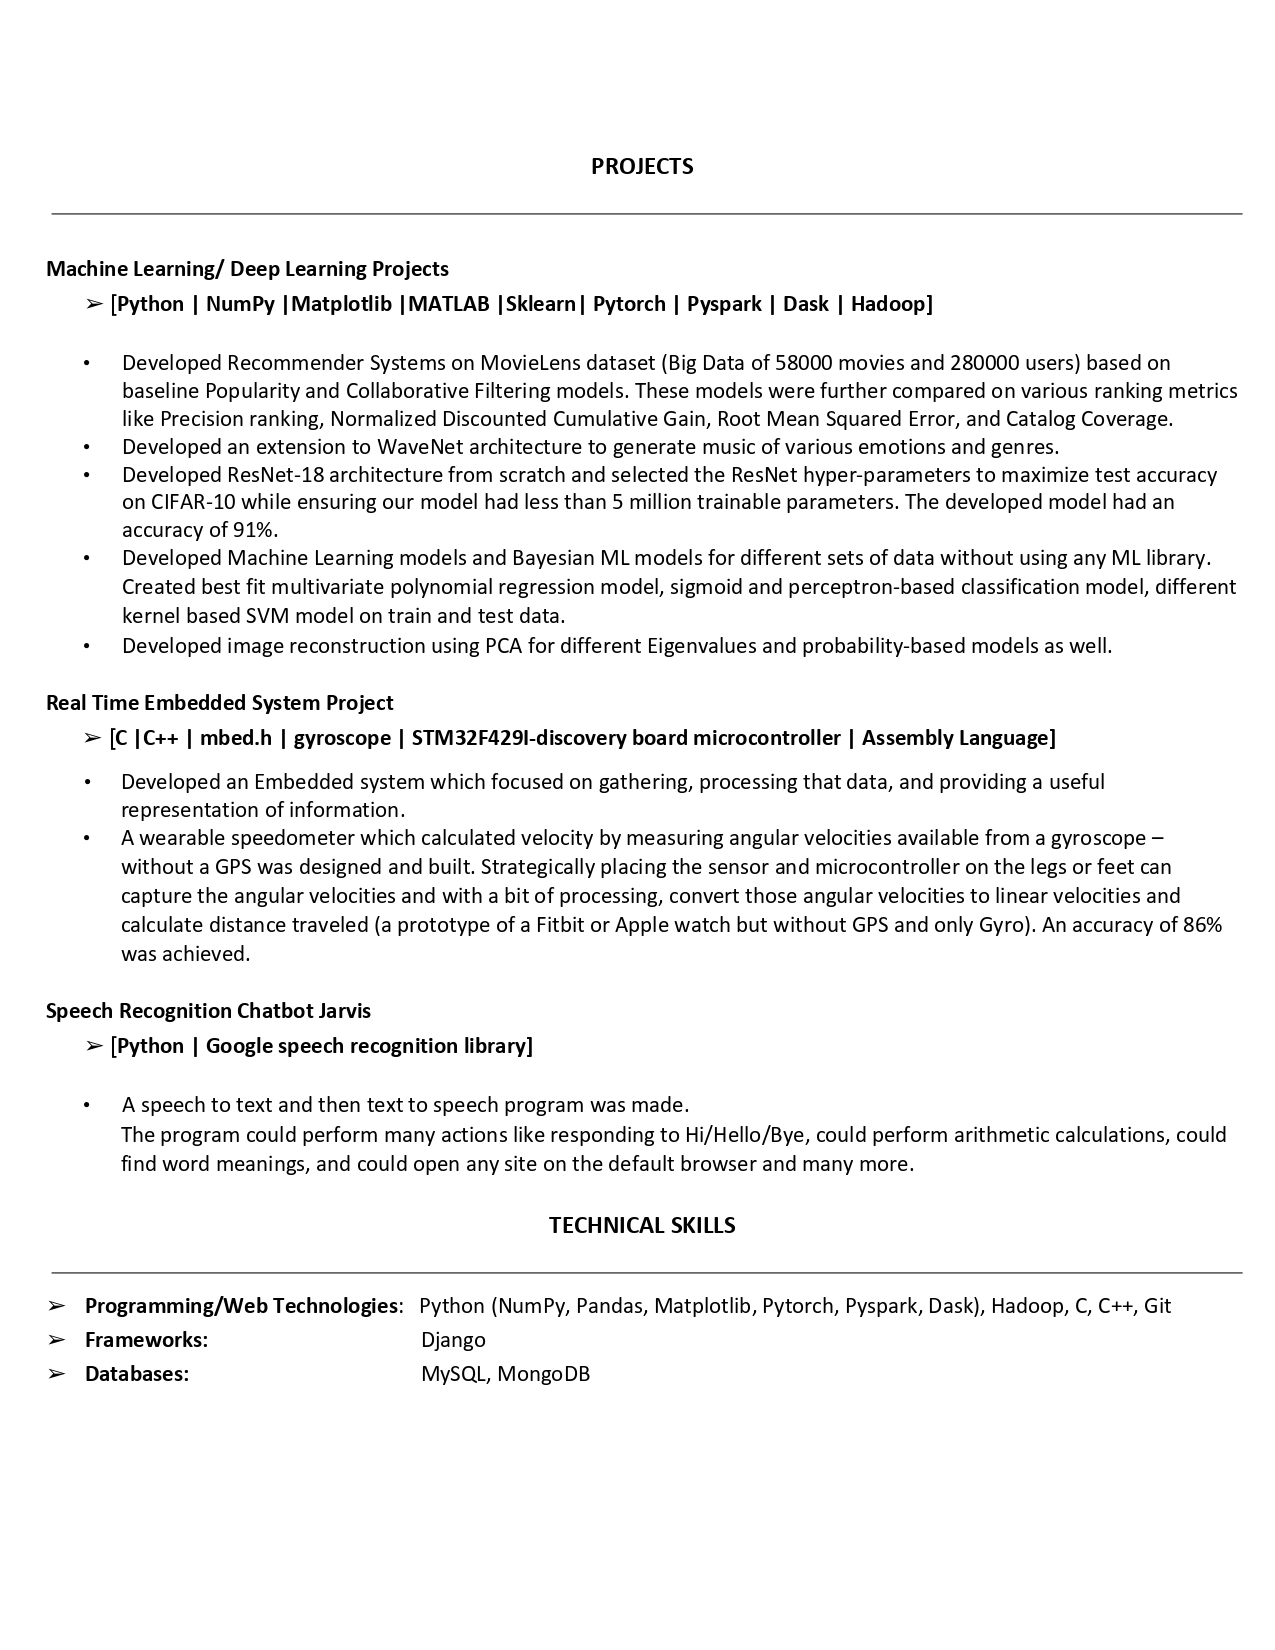 PROJECTS
Machine Learning/ Deep Learning Projects
➢ [Python | NumPy |Matplotlib |MATLAB |Sklearn| Pytorch | Pyspark | Dask | Hadoop]
• Developed Recommender Systems on MovieLens dataset (Big Data of 58000 movies and 280000 users) based on
baseline Popularity and Collaborative Filtering models. These models were further compared on various ranking metrics
like Precision ranking, Normalized Discounted Cumulative Gain, Root Mean Squared Error, and Catalog Coverage.
• Developed an extension to WaveNet architecture to generate music of various emotions and genres.
• Developed ResNet-18 architecture from scratch and selected the ResNet hyper-parameters to maximize test accuracy
on CIFAR-10 while ensuring our model had less than 5 million trainable parameters. The developed model had an
accuracy of 91%.
• Developed Machine Learning models and Bayesian ML models for different sets of data without using any ML library.
Created best fit multivariate polynomial regression model, sigmoid and perceptron-based classification model, different
kernel based SVM model on train and test data.
• Developed image reconstruction using PCA for different Eigenvalues and probability-based models as well.
Real Time Embedded System Project
➢ [C |C++ | mbed.h | gyroscope | STM32F429I-discovery board microcontroller | Assembly Language]
• Developed an Embedded system which focused on gathering, processing that data, and providing a useful
representation of information.
• A wearable speedometer which calculated velocity by measuring angular velocities available from a gyroscope –
without a GPS was designed and built. Strategically placing the sensor and microcontroller on the legs or feet can
capture the angular velocities and with a bit of processing, convert those angular velocities to linear velocities and
calculate distance traveled (a prototype of a Fitbit or Apple watch but without GPS and only Gyro). An accuracy of 86%
was achieved.
Speech Recognition Chatbot Jarvis
➢ [Python | Google speech recognition library]
• A speech to text and then text to speech program was made.
The program could perform many actions like responding to Hi/Hello/Bye, could perform arithmetic calculations, could
find word meanings, and could open any site on the default browser and many more.
TECHNICAL SKILLS
➢ Programming/Web Technologies: Python (NumPy, Pandas, Matplotlib, Pytorch, Pyspark, Dask), Hadoop, C, C++, Git
➢ Frameworks: Django
➢ Databases: MySQL, MongoDB